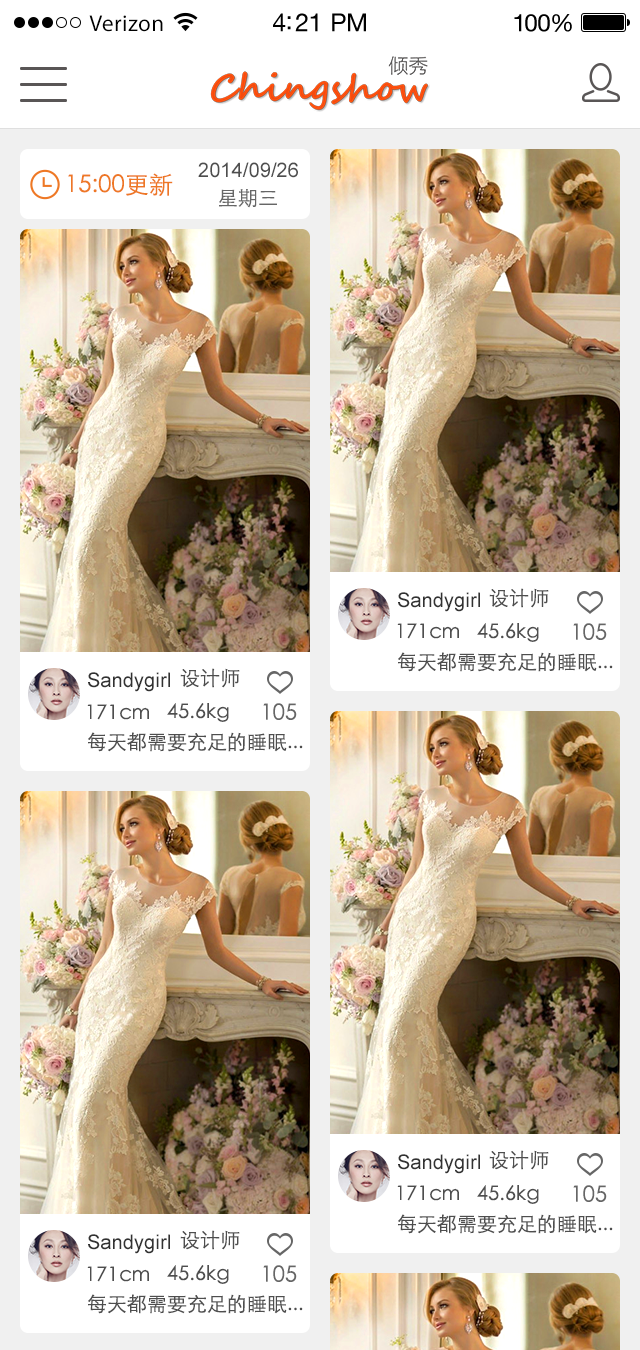 Verizon 4:21 PM 100%
倾秀
Chingshow
15:00更新
2014/09/26
星期三
Sandygirl 设计师
171cm 45.6kg 105
每天都需要充足的睡眠...
Sandygirl 设计师
171cm 45.6kg 105
每天都需要充足的睡眠...
Sandygirl 设计师
171cm 45.6kg 105
每天都需要充足的睡眠...
Sandygirl 设计师
171cm 45.6kg 105
每天都需要充足的睡眠...